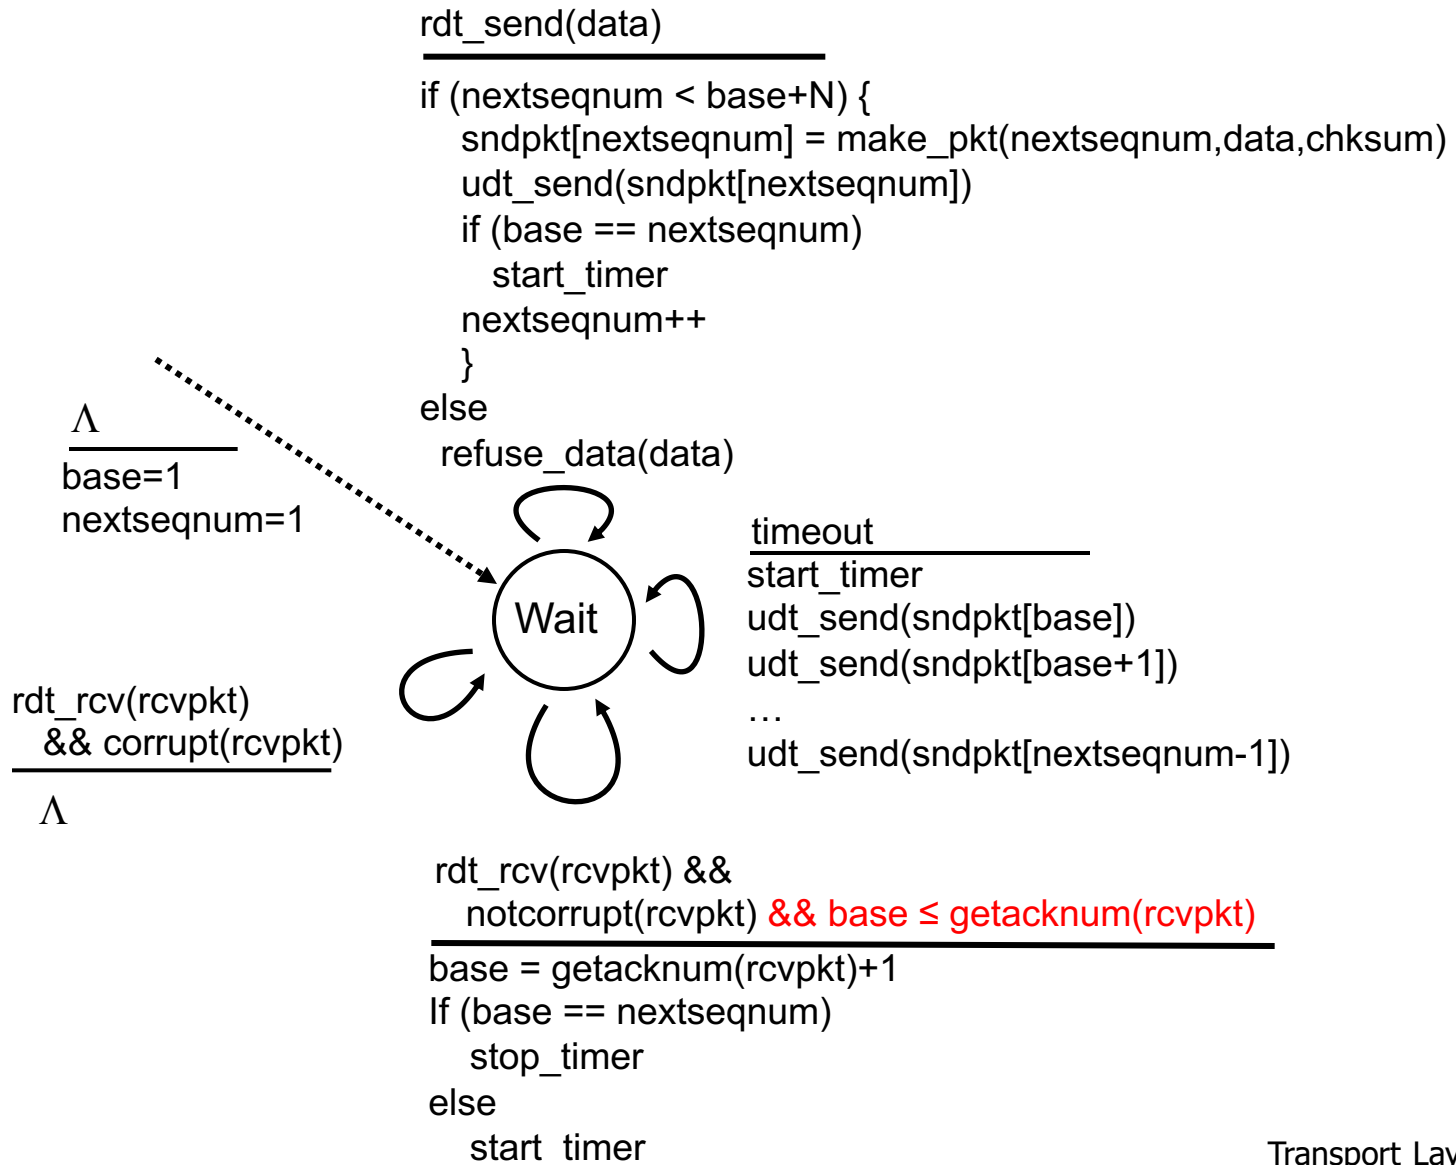 rdt_send(data)
if (nextseqnum < base+N) {
sndpkt[nextseqnum] = make_pkt(nextseqnum,data,chksum)
udt_send(sndpkt[nextseqnum])
if (base == nextseqnum)
start_timer
nextseqnum++
}
else
refuse_data(data)
Λ
base=1
nextseqnum=1
Wait
timeout
start_timer
udt_send(sndpkt[base])
udt_send(sndpkt[base+1])
…
udt_send(sndpkt[nextseqnum-1])
rdt_rcv(rcvpkt)
&& corrupt(rcvpkt)
Λ
rdt_rcv(rcvpkt) &&
notcorrupt(rcvpkt) && base ≤ getacknum(rcvpkt)
base = getacknum(rcvpkt)+1
If (base == nextseqnum)
stop_timer
else
start_timer
Transport